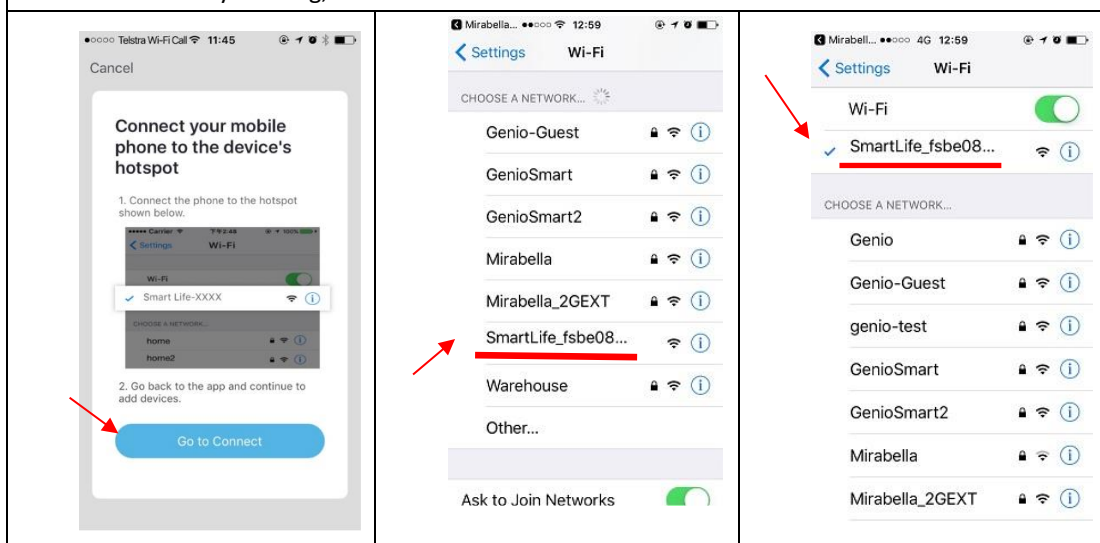 ●○○○○ Telstra Wi-Fi Call 11:45
Cancel
Connect your mobile
phone to the device's
hotspot
1. Connect the phone to the hotspot
shown below.
Carrier
100%
Settings Wi-Fi
Wi-Fi
Smart Life-XXXX
CHOOSE A NETWORK...
home
home2
2. Go back to the app and continue to
add devices.
Go to Connect
Mirabella... ●●○○○ 12:59
Settings Wi-Fi
CHOOSE A NETWORK...
Genio-Guest
GenioSmart
GenioSmart2
Mirabella
Mirabella_2GEXT
SmartLife_fsbe08...
Warehouse
Other...
Ask to Join Networks
Mirabell... ●●○○○ 4G 12:59
Settings Wi-Fi
Wi-Fi
SmartLife_fsbe08...
CHOOSE A NETWORK...
Genio
Genio-Guest
genio-test
GenioSmart
GenioSmart2
Mirabella
Mirabella_2GEXT